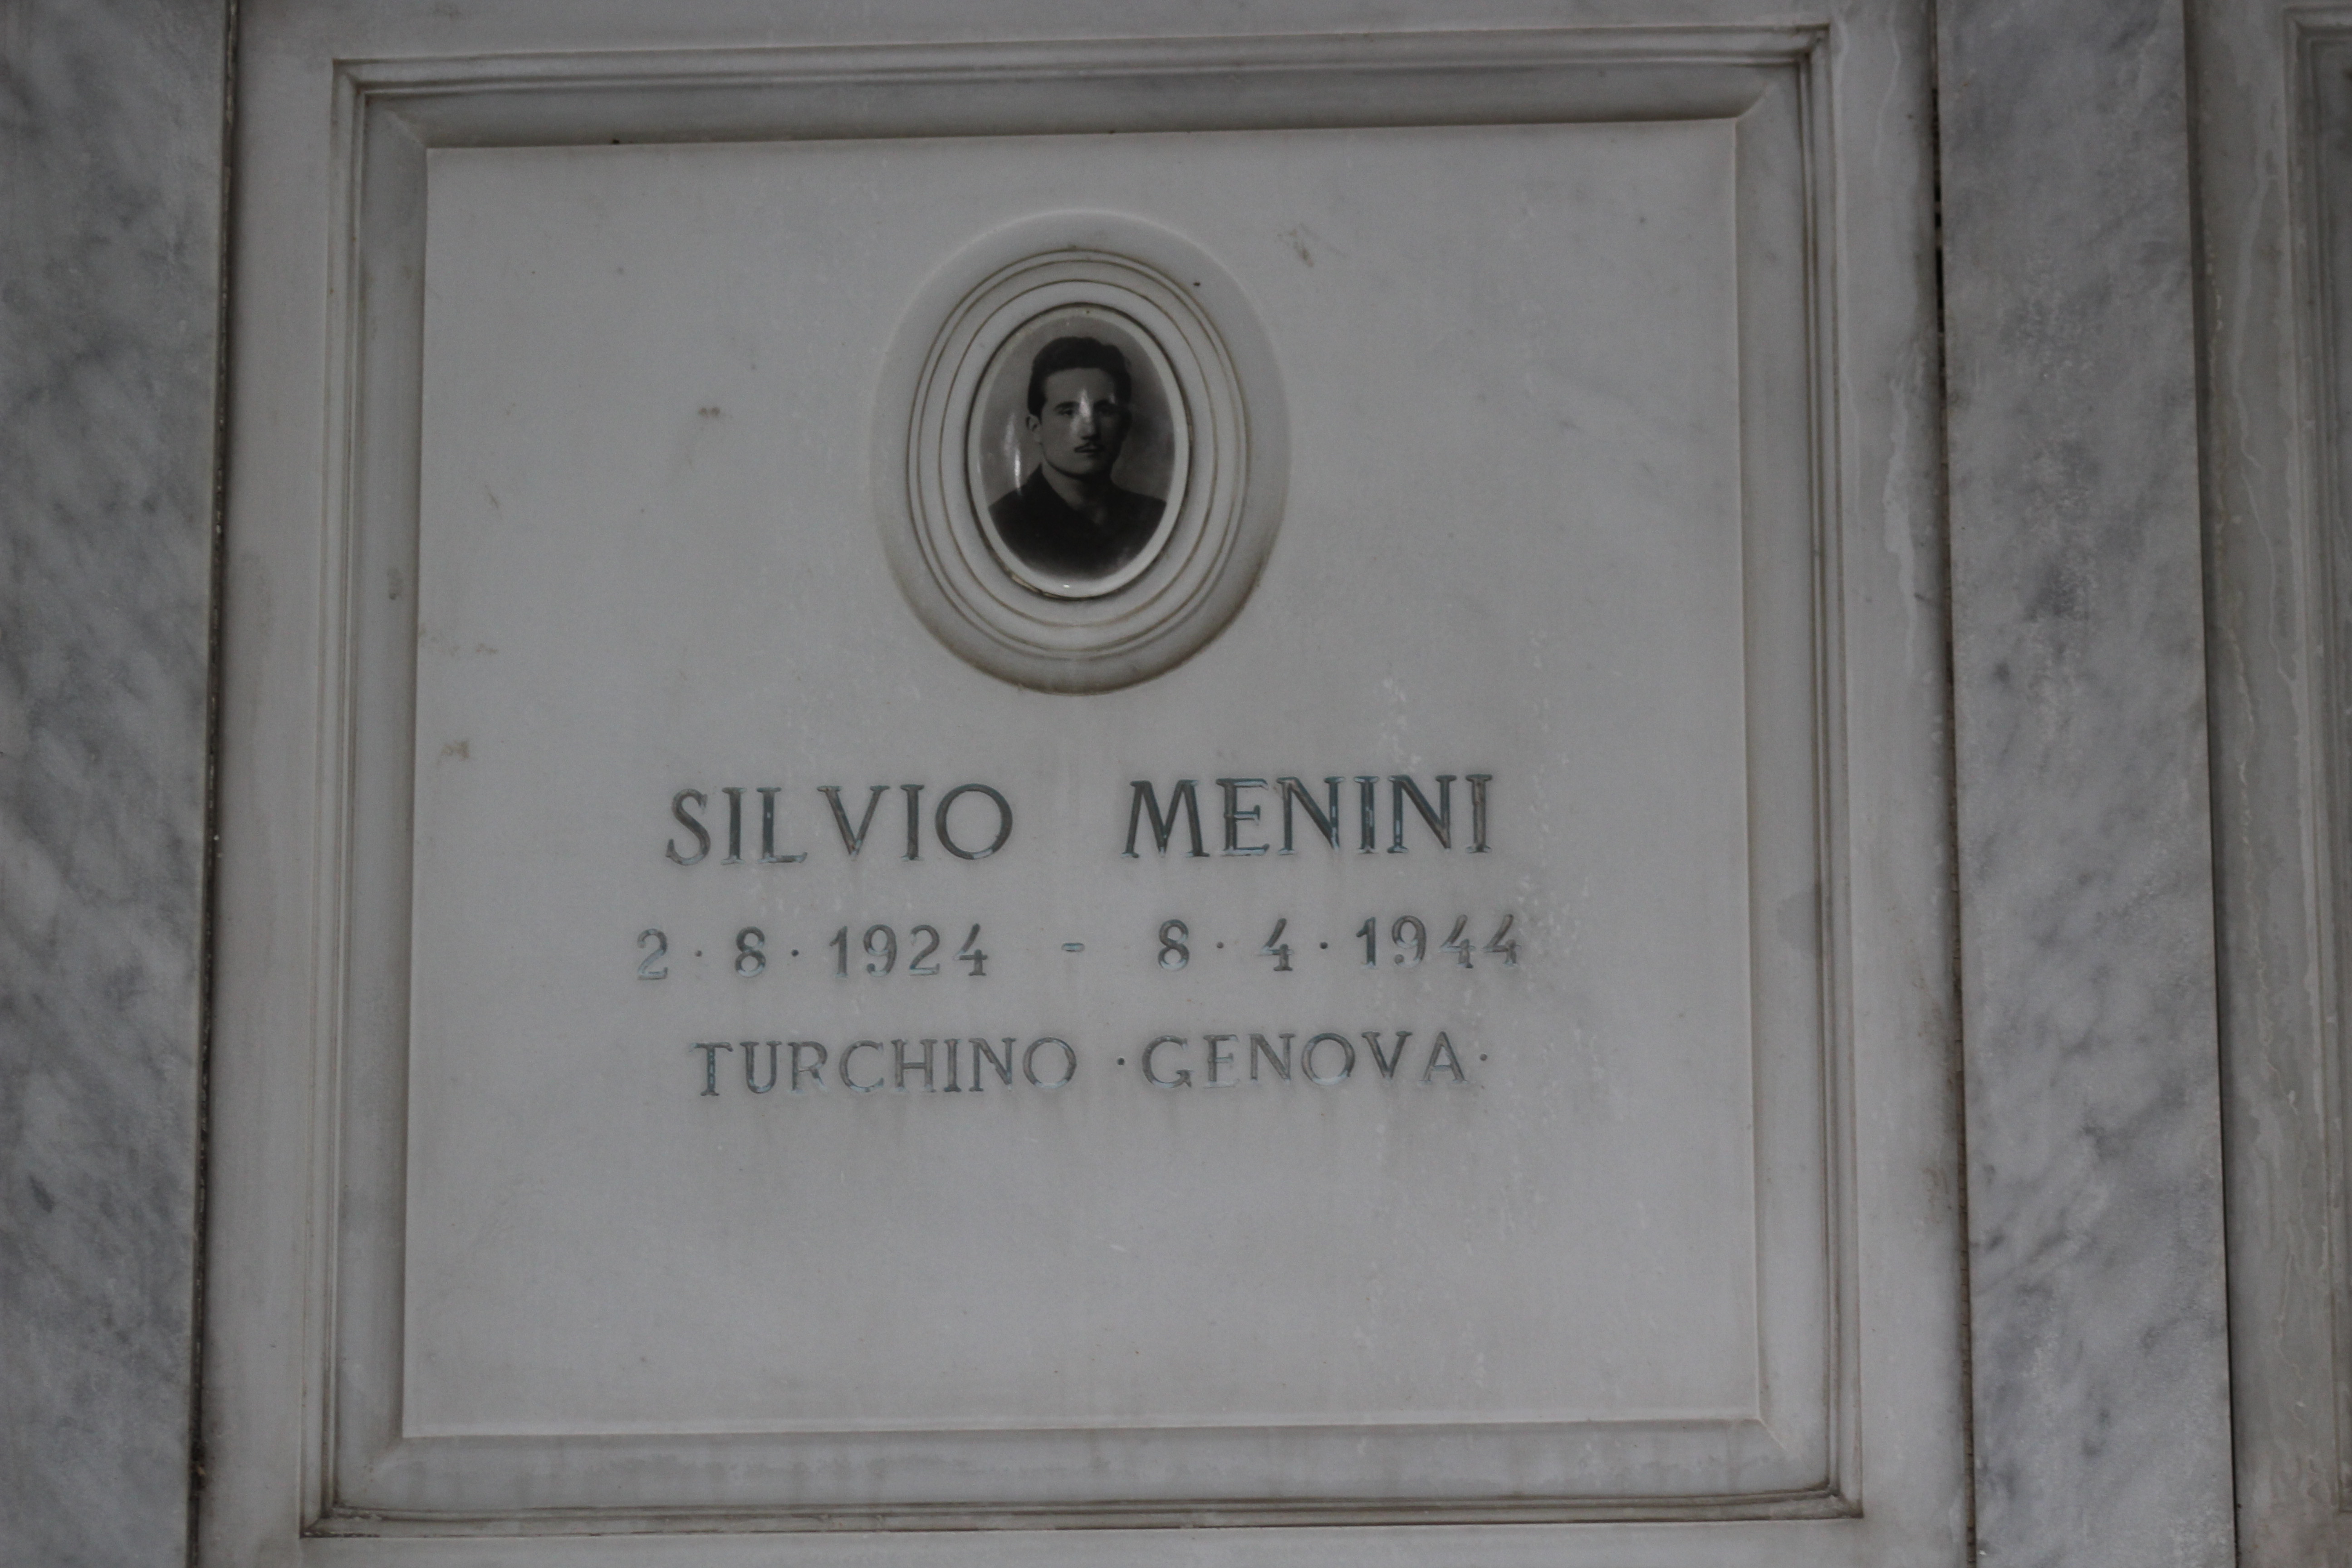 SILVIO MENINI
2·8·1924 - 8·4·1944
TURCHINO ·GENOVA·